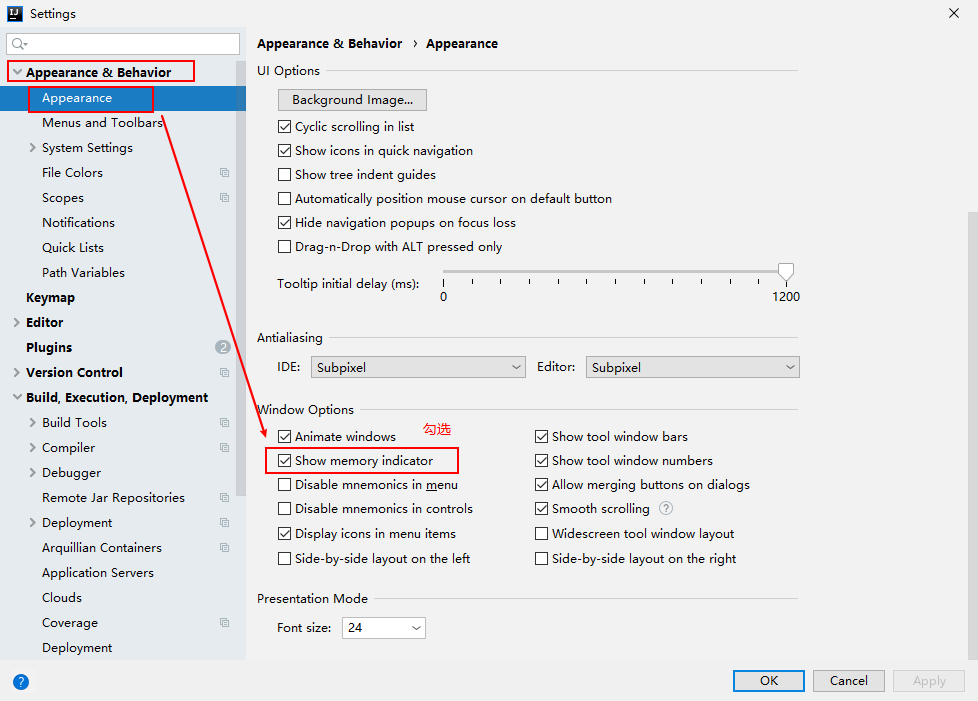 IJ Settings
Appearance & Behavior
Appearance
Menus and Toolbars
System Settings
File Colors
Scopes
Notifications
Quick Lists
Path Variables
Keymap
Editor
Plugins 2
Version Control
Build, Execution, Deployment
Build Tools
Compiler
Debugger
Remote Jar Repositories
Deployment
Arquillian Containers
Application Servers
Clouds
Coverage
Deployment
?
Appearance & Behavior › Appearance
UI Options
Background Image...
Cyclic scrolling in list
Show icons in quick navigation
Show tree indent guides
Automatically position mouse cursor on default button
Hide navigation popups on focus loss
Drag-n-Drop with ALT pressed only
Tooltip initial delay (ms):
0 1200
Antialiasing
IDE: Subpixel Editor: Subpixel
Window Options
勾选
Animate windows Show tool window bars
Show memory indicator Show tool window numbers
Disable mnemonics in menu Allow merging buttons on dialogs
Disable mnemonics in controls Smooth scrolling ?
Display icons in menu items Widescreen tool window layout
Side-by-side layout on the left Side-by-side layout on the right
Presentation Mode
Font size: 24
OK Cancel Apply